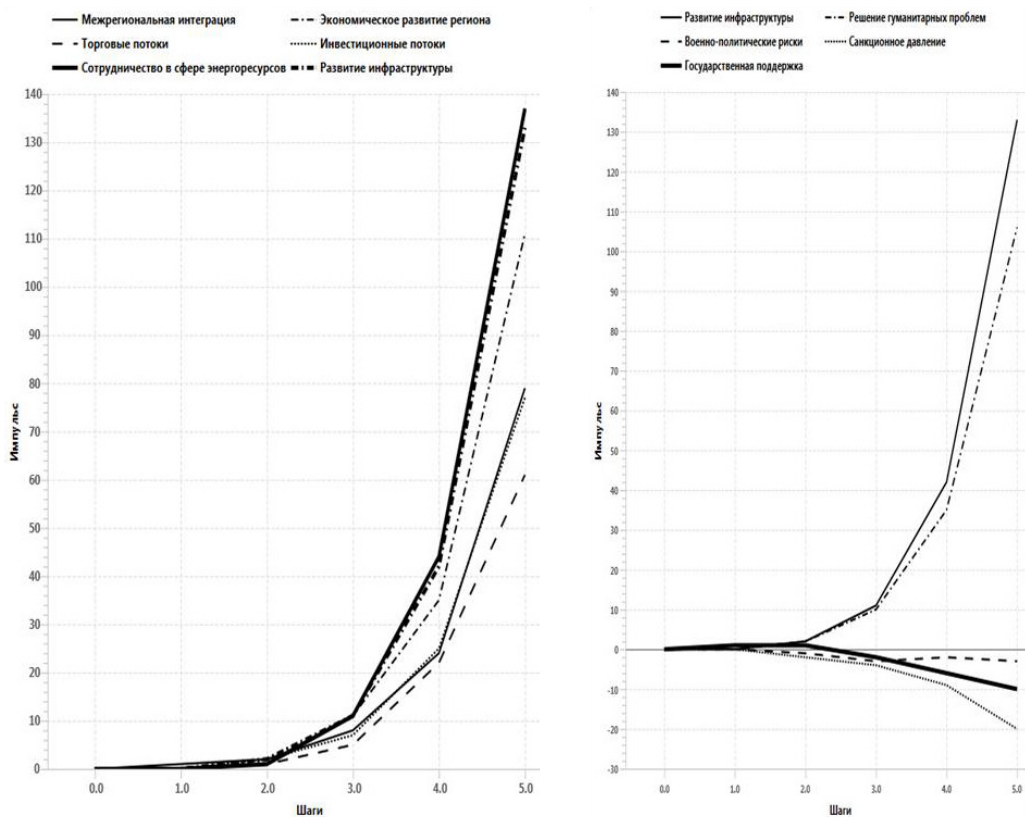 Межрегиональная интеграция
Экономическое развитие региона
Торговые потоки
Инвестиционные потоки
Сотрудничество в сфере энергоресурсов
Развитие инфраструктуры
140
130
120
110
100
90
80
70
60
50
40
30
20
10
0
Импульс
0.0 1.0 2.0 3.0 4.0 5.0
Шаги
Развитие инфраструктуры
Решение гуманитарных проблем
Военно-политические риски
Санкционное давление
Государственная поддержка
140
130
120
110
100
90
80
70
60
50
40
30
20
10
0
-10
-20
-30
Импульс
0.0 1.0 2.0 3.0 4.0 5.0
Шаги